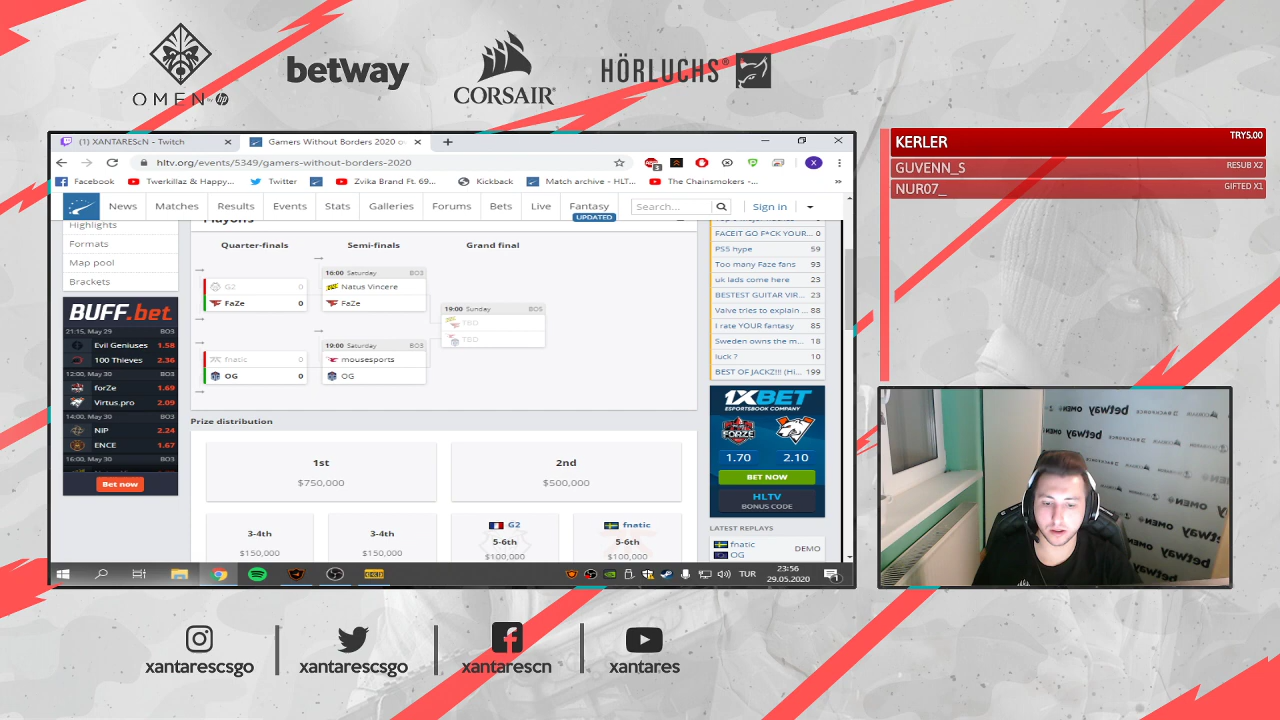 OMEN by hp
betway
CORSAIR
HÖRLUCHS®
(1) XANTARESCN - Twitch
Gamers Without Borders 2020 o
hltv.org/events/5349/gamers-without-borders-2020
Facebook
Twerkillaz & Happy...
Twitter
Zvika Brand Ft. 69...
Kickback
Match archive - HLT...
The Chainsmokers -...
News
Matches
Results
Events
Stats
Galleries
Forums
Bets
Live
Fantasy
UPDATED
Search...
Sign in
Highlights
Formats
Map pool
Brackets
BUFF.bet
21:15, May 29 BO3
Evil Geniuses 1.58
100 Thieves 2.36
12:00, May 30 BO3
forZe 1.69
Virtus.pro 2.09
14:00, May 30 BO3
NiP 2.24
ENCE 1.67
16:00, May 30 BO3
Bet now
Playoffs
Quarter-finals
Semi-finals
Grand final
G2 0
FaZe 0
fnatic 0
OG 0
16:00 Saturday BO3
Natus Vincere
FaZe
19:00 Saturday BO3
mousesports
OG
19:00 Sunday BO5
TBD
TBD
Prize distribution
1st
$750,000
2nd
$500,000
3-4th
$150,000
3-4th
$150,000
G2
5-6th
$100,000
fnatic
5-6th
$100,000
FACEIT GO F*CK YOUR... 0
PS5 hype 59
Too many Faze fans 93
uk lads come here 23
BESTEST GUITAR VIR... 23
Valve tries to explain ... 88
I rATE YOUR fantasy 85
Sweden owns the m... 18
luck ? 10
BEST OF JACKZ!!! (Hi... 199
1XBET
ESPORTSBOOK COMPANY
FORZE
1.70
2.10
BET NOW
HLTV
BONUS CODE
LATEST REPLAYS
fnatic
OG
DEMO
TUR
23:56
29.05.2020
KERLER
TRY5.00
GUVENN_S
RESUB X2
NUR07_
GIFTED X1
xantarescsgo
xantarescsgo
xantarescn
xantares